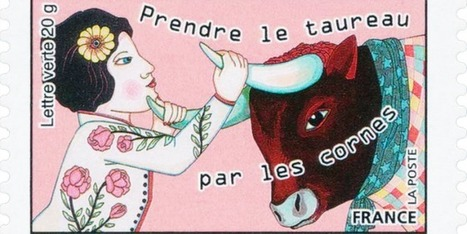 Prendre le taureau
par les cornes
Lettre verte 20 g
FRANCE
LA POSTE